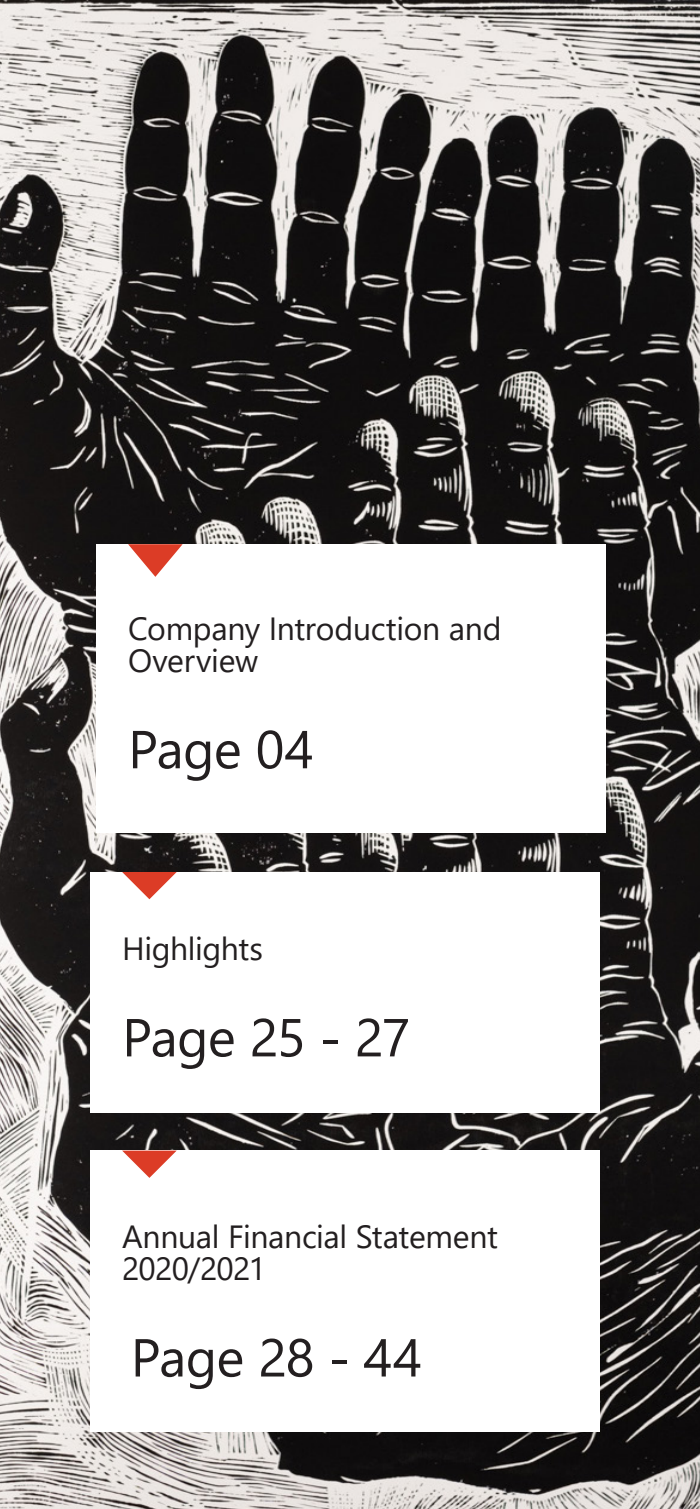 Company Introduction and
Overview
Page 04
Highlights
Page 25 - 27
Annual Financial Statement
2020/2021
Page 28 - 44